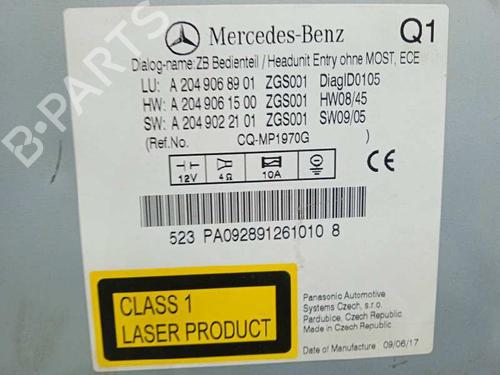 Mercedes-Benz Q1
Dialog-name: ZB Bedienteil / Headunit Entry ohne MOST, ECE
LU: A 204 906 89 01 ZGS001 DiagID0105
HW: A 204 906 15 00 ZGS001 HW08/45
SW: A 204 902 21 01 ZGS001 SW09/05
(Ref.No. CQ-MP1970G )
12V 4Ω 10A
CE
523 PA092891261010 8
CLASS 1
LASER PRODUCT
Panasonic Automotive
Systems Czech, s.r.o.
Pardubice, Czech Republic
Made in Czech Republic
Date of Manufacture 09/06/17
B-PARTS